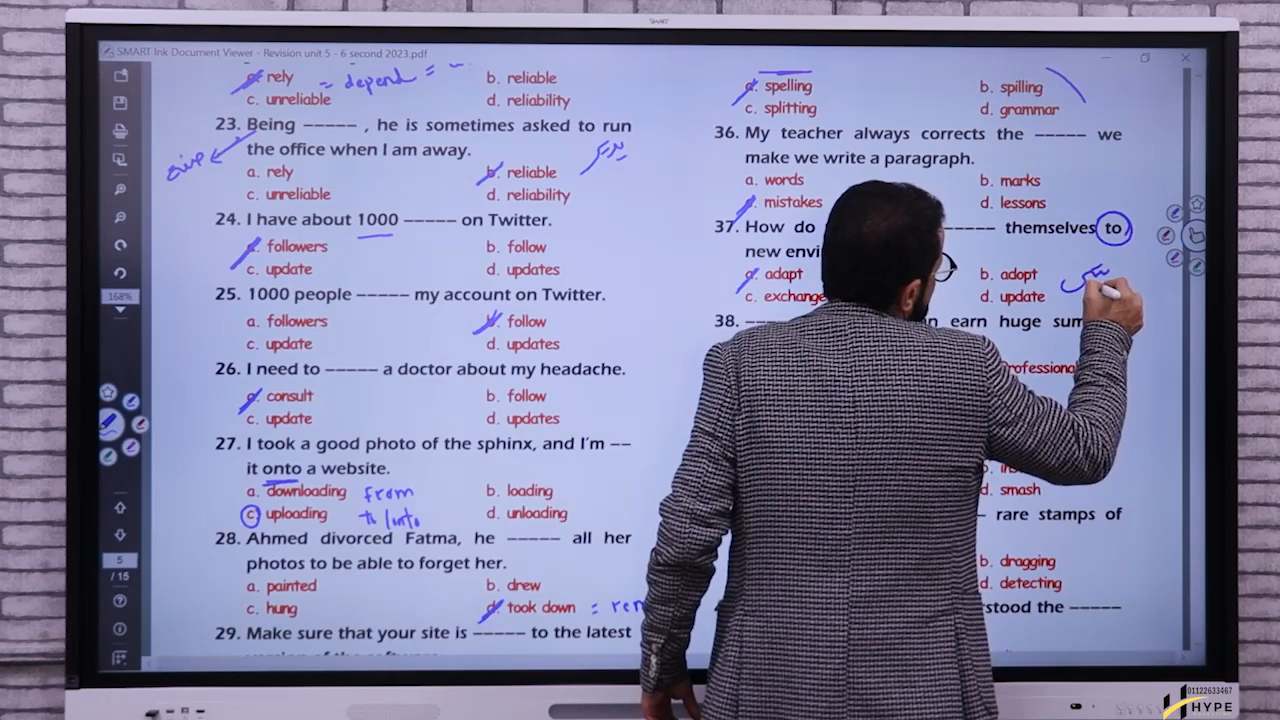 SMART
SMART Ink Document Viewer - Revision unit 5 - 6 second 2023.pdf
a. rely = depend =
b. reliable
c. unreliable
d. reliability
23. Being ----- , he is sometimes asked to run
the office when I am away.
a. rely
b. reliable
c. unreliable
d. reliability
24. I have about 1000 ----- on Twitter.
a. followers
b. follow
c. update
d. updates
25. 1000 people ----- my account on Twitter.
a. followers
b. follow
c. update
d. updates
26. I need to ----- a doctor about my headache.
a. consult
b. follow
c. update
d. updates
27. I took a good photo of the sphinx, and I'm --
it onto a website.
a. downloading from
b. loading
c. uploading to / into
d. unloading
28. Ahmed divorced Fatma, he ----- all her
photos to be able to forget her.
a. painted
b. drew
c. hung
d. took down = rem
29. Make sure that your site is ----- to the latest
a. spelling
b. spilling
c. splitting
d. grammar
36. My teacher always corrects the ----- we
make we write a paragraph.
a. words
b. marks
mistakes
d. lessons
37. How do ----- themselves to
new envi
a. adapt
b. adopt
c. exchange
d. update
38. ---- n earn huge sum
rofessional
d. smash
- rare stamps of
b. dragging
d. detecting
stood the -----
168%
5
/ 15
01122633467
HYPE